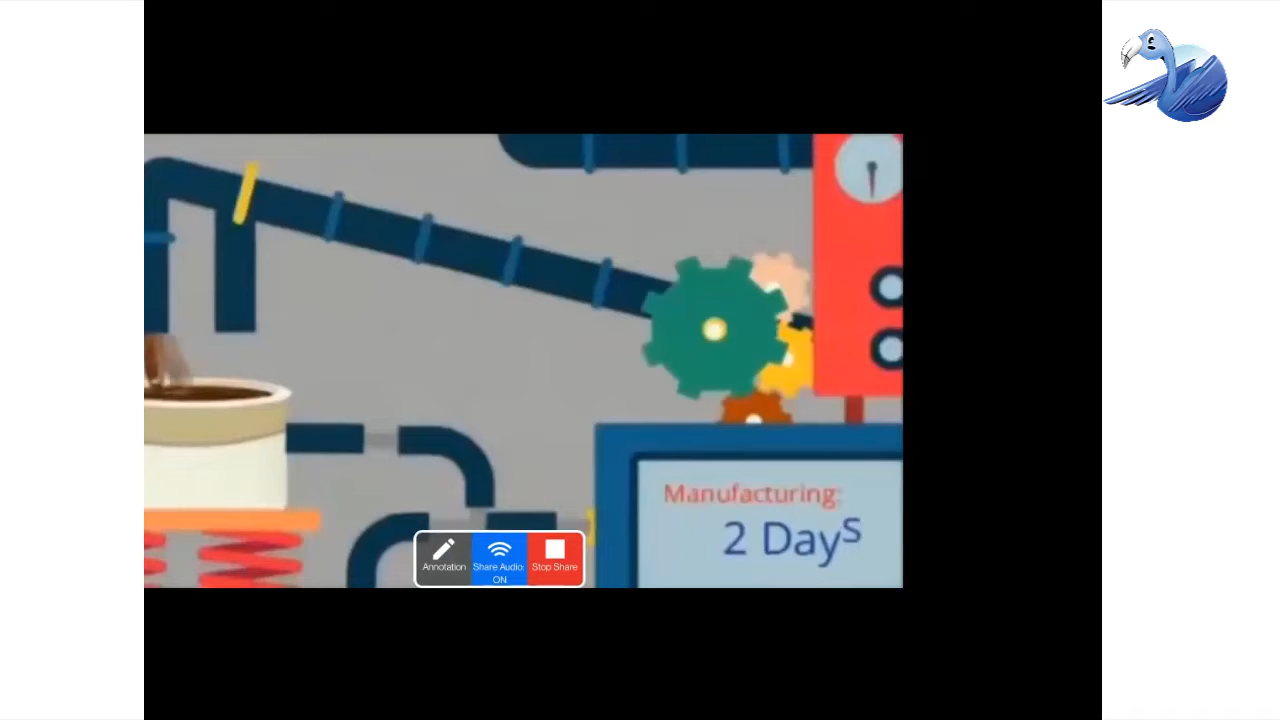 Manufacturing:
2 Days
Annotation
Share Audio:
ON
Stop Share